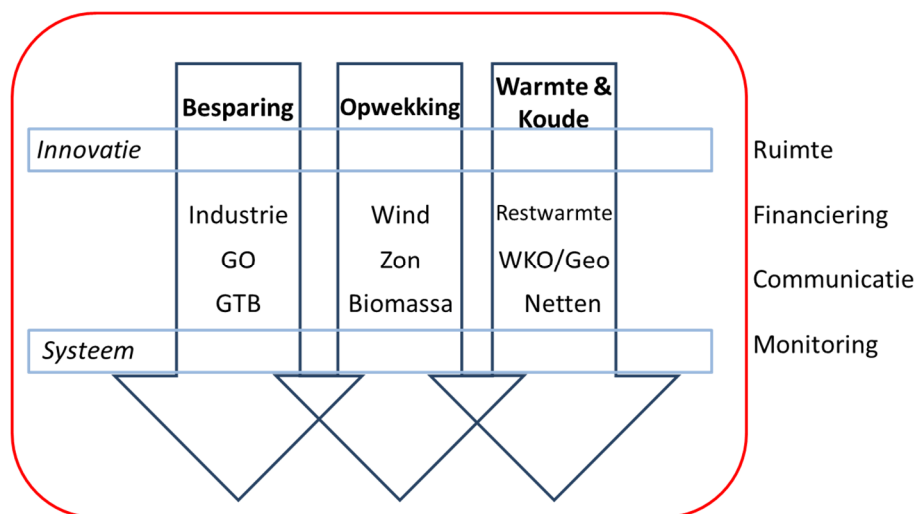 Besparing
Opwekking
Warmte &
Koude
Innovatie
Industrie
GO
GTB
Wind
Zon
Biomassa
Restwarmte
WKO/Geo
Netten
Systeem
Ruimte
Financiering
Communicatie
Monitoring